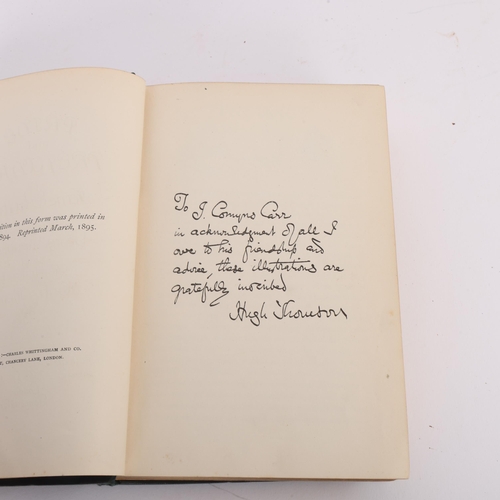 ition in this form was printed in
894. Reprinted March, 1895.
:—CHARLES WHITTINGHAM AND CO.
CHANCERY LANE, LONDON.
To J. Comyns Carr
in acknowledgment of all I
owe to his friendship and
advice, these illustrations are
gratefully inscribed
Hugh Thomson